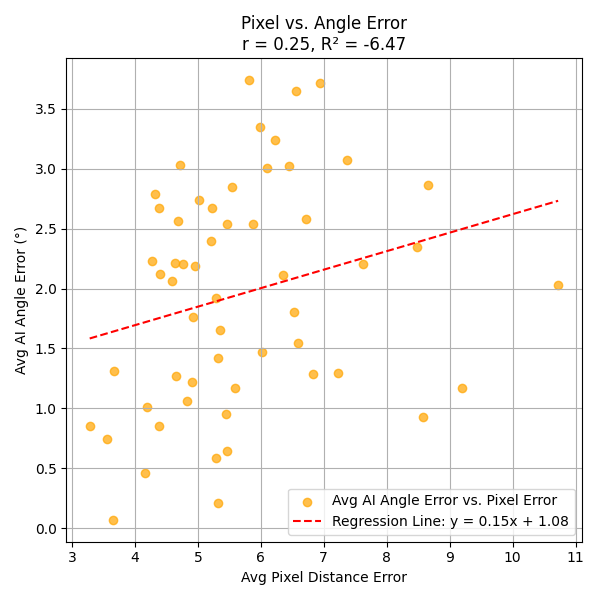 Pixel vs. Angle Error
r = 0.25, R² = -6.47
3.5
3.0
2.5
2.0
1.5
1.0
0.5
0.0
Avg AI Angle Error (°)
Avg AI Angle Error vs. Pixel Error
Regression Line: y = 0.15x + 1.08
3 4 5 6 7 8 9 10 11
Avg Pixel Distance Error